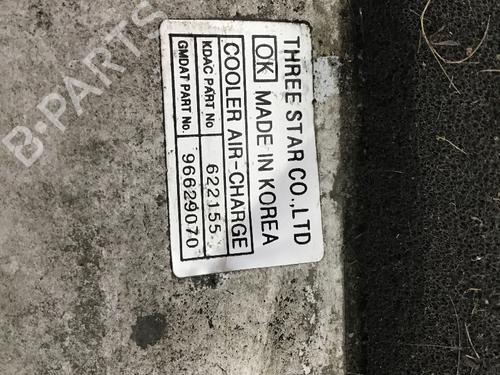 THREE STAR CO.,LTD
OK MADE IN KOREA
COOLER AIR-CHARGE
KDAC PART No 622155
GMDAT PART No. 96629070
B-PARTS
B-PARTS